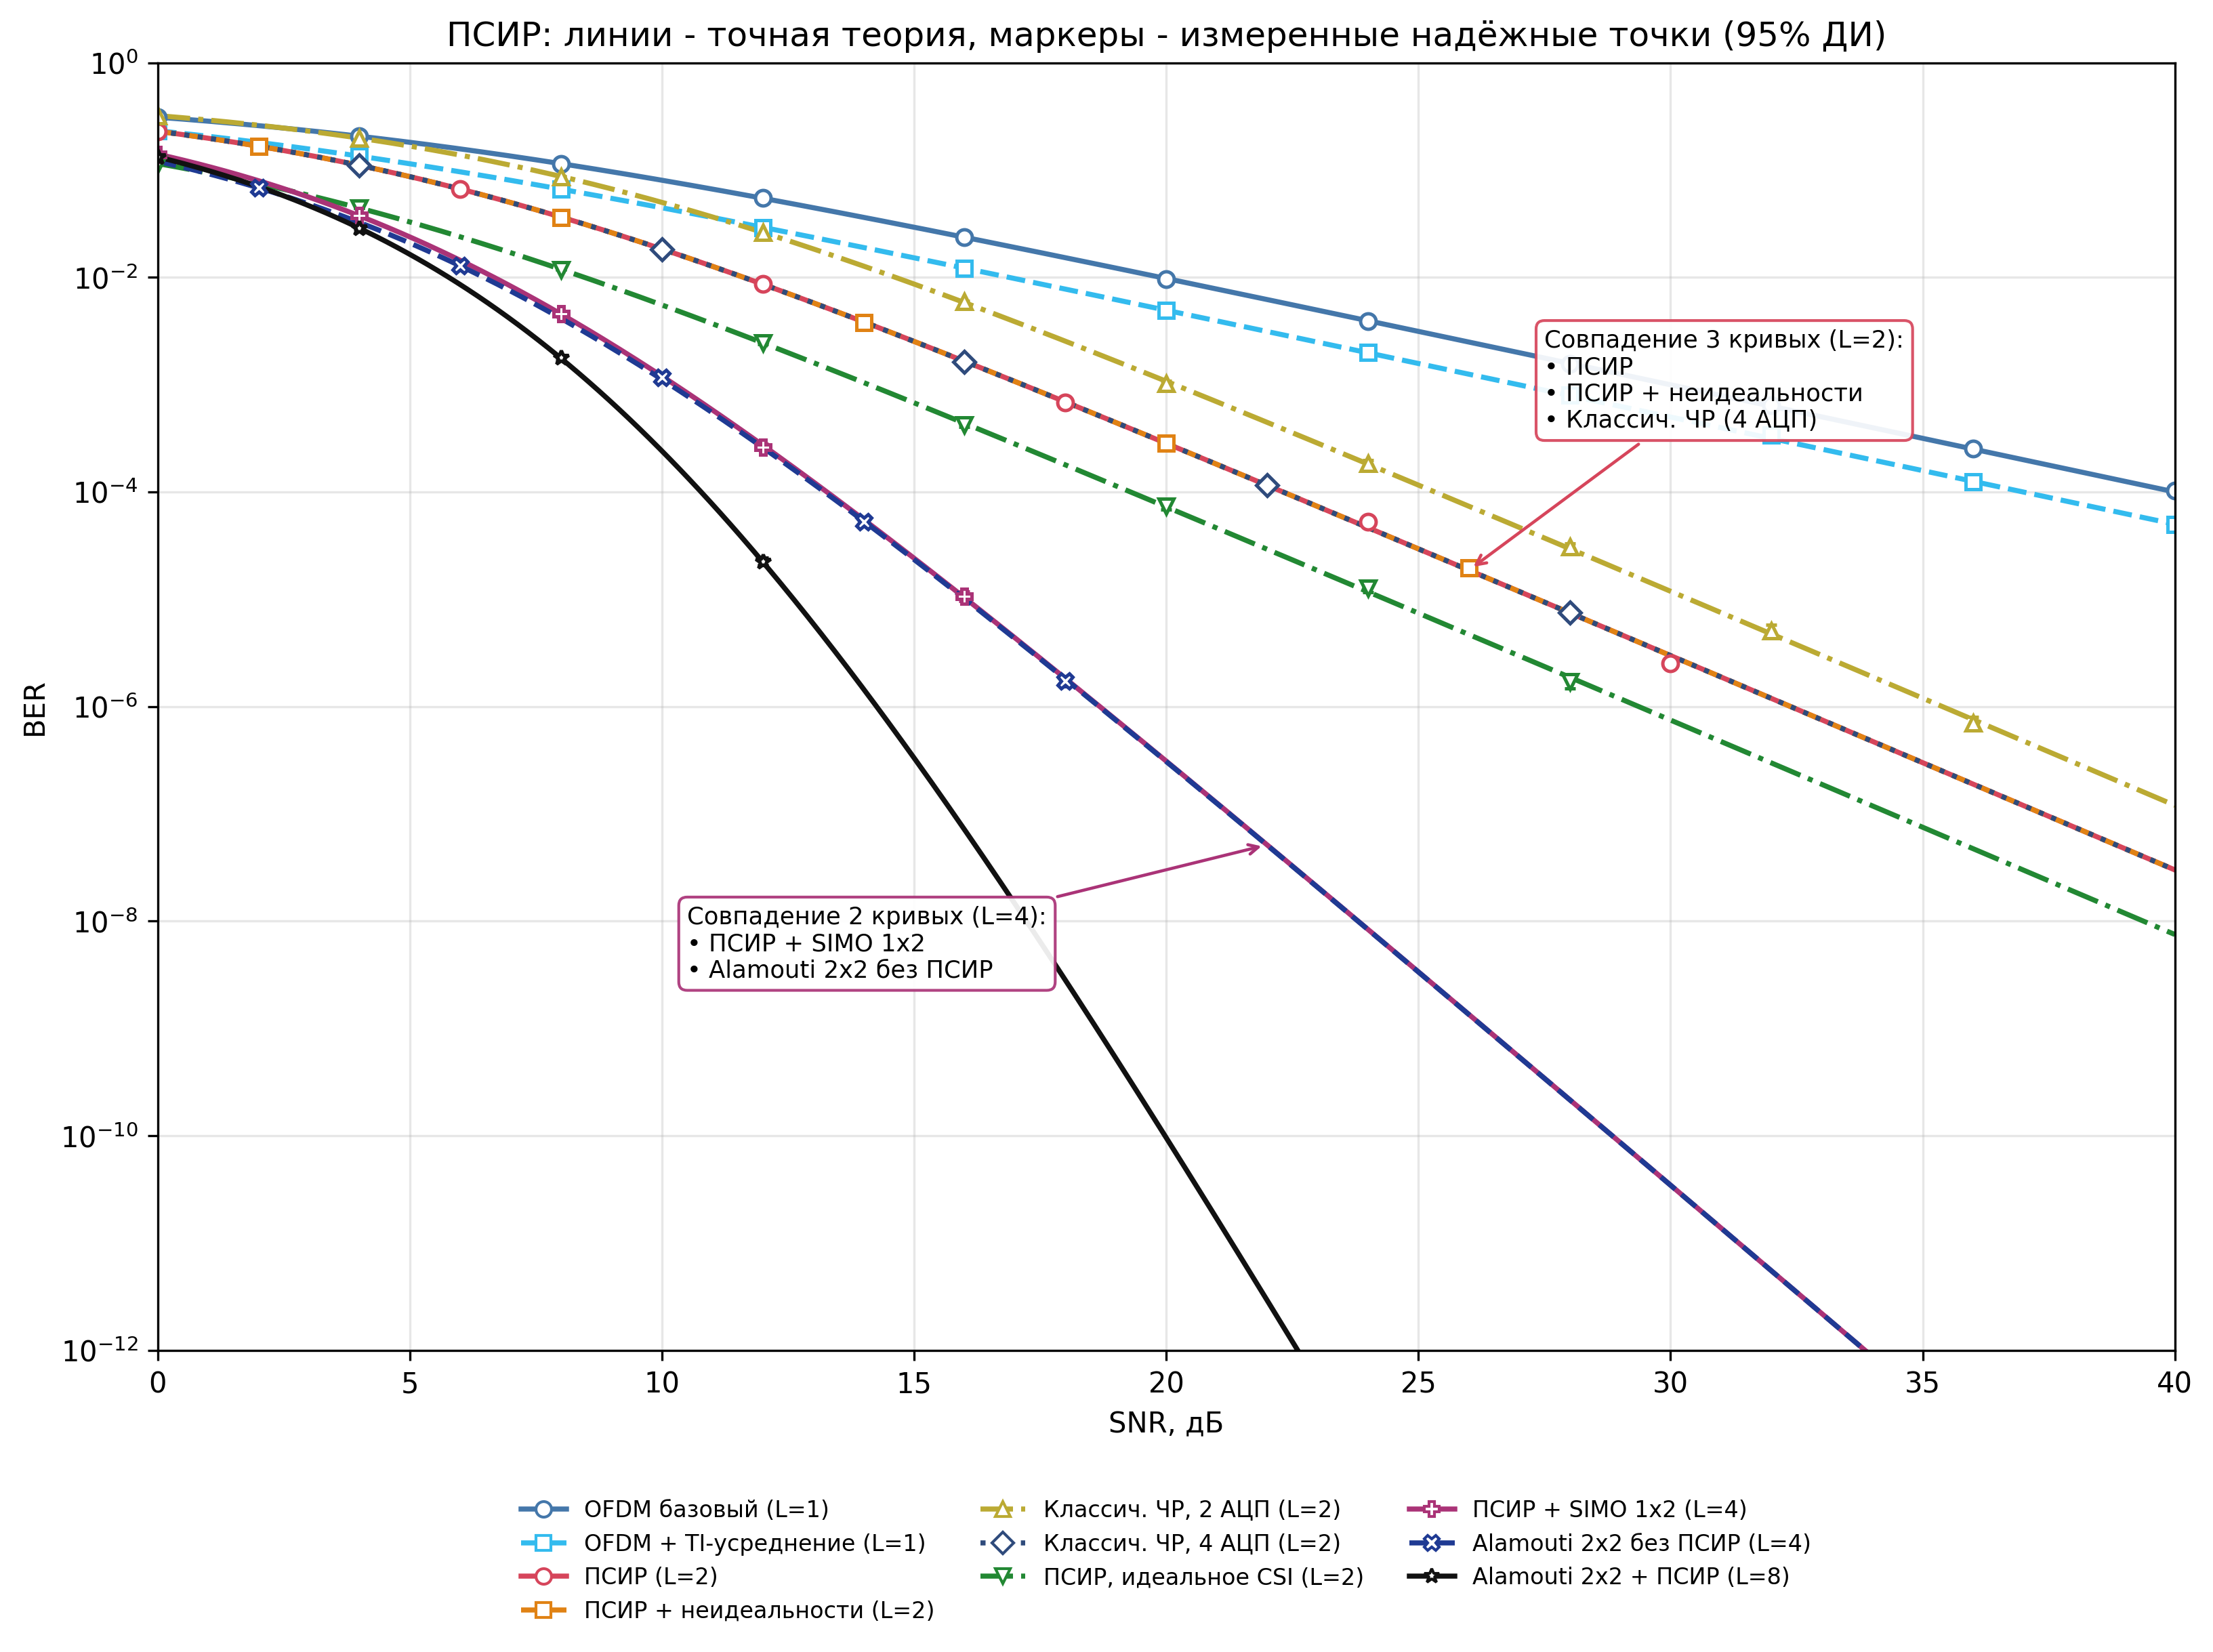 ПСИР: линии - точная теория, маркеры - измеренные надёжные точки (95% ДИ)
10⁰
10⁻²
10⁻⁴
10⁻⁶
10⁻⁸
10⁻¹⁰
10⁻¹²
BER
Совпадение 3 кривых (L=2):
• ПСИР
• ПСИР + неидеальности
• Классич. ЧР (4 АЦП)
Совпадение 2 кривых (L=4):
• ПСИР + SIMO 1x2
• Alamouti 2x2 без ПСИР
0 5 10 15 20 25 30 35 40
SNR, дБ
OFDM базовый (L=1)
OFDM + TI-усреднение (L=1)
ПСИР (L=2)
ПСИР + неидеальности (L=2)
Классич. ЧР, 2 АЦП (L=2)
Классич. ЧР, 4 АЦП (L=2)
ПСИР, идеальное CSI (L=2)
ПСИР + SIMO 1x2 (L=4)
Alamouti 2x2 без ПСИР (L=4)
Alamouti 2x2 + ПСИР (L=8)